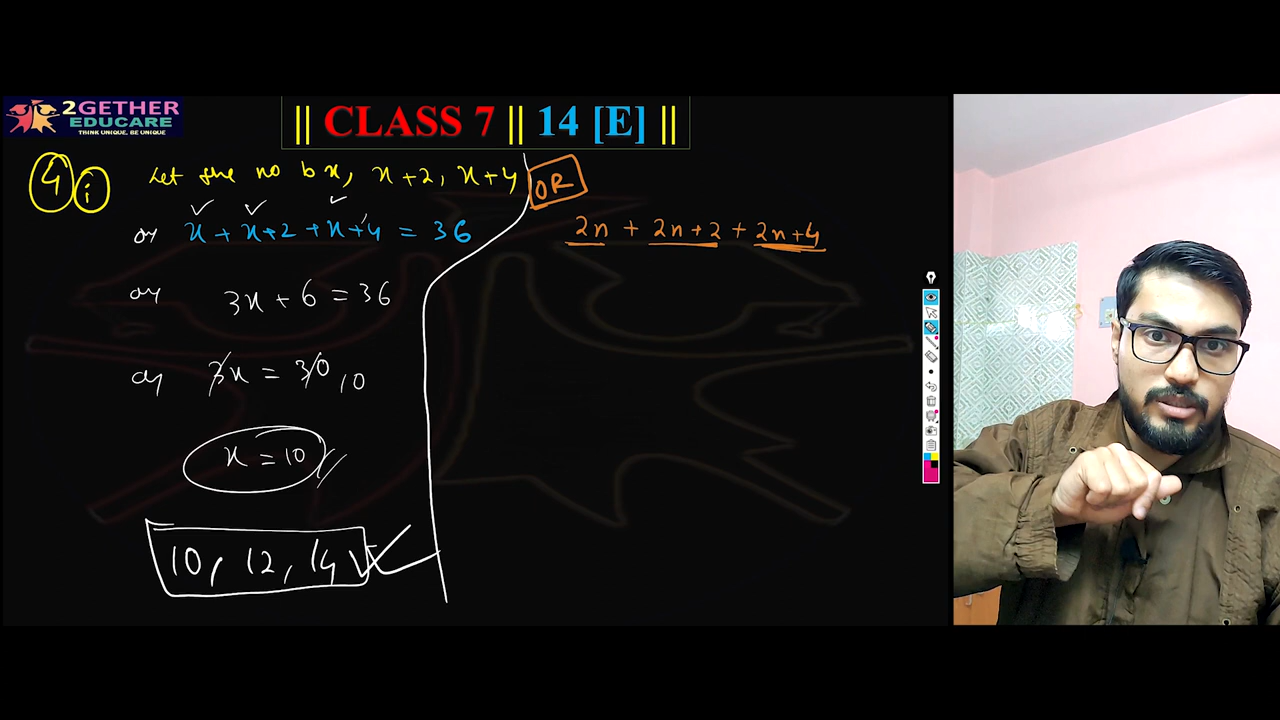 2GETHER
EDUCARE
THINK UNIQUE, BE UNIQUE
|| CLASS 7 || 14 [E] ||
4 i Let the no b x, x+2, x+4
or x + x+2 + x+4 = 36
or 3x + 6 = 36
or 3x = 30 10
x = 10
10, 12, 14
OR
2n + 2n+2 + 2n+4